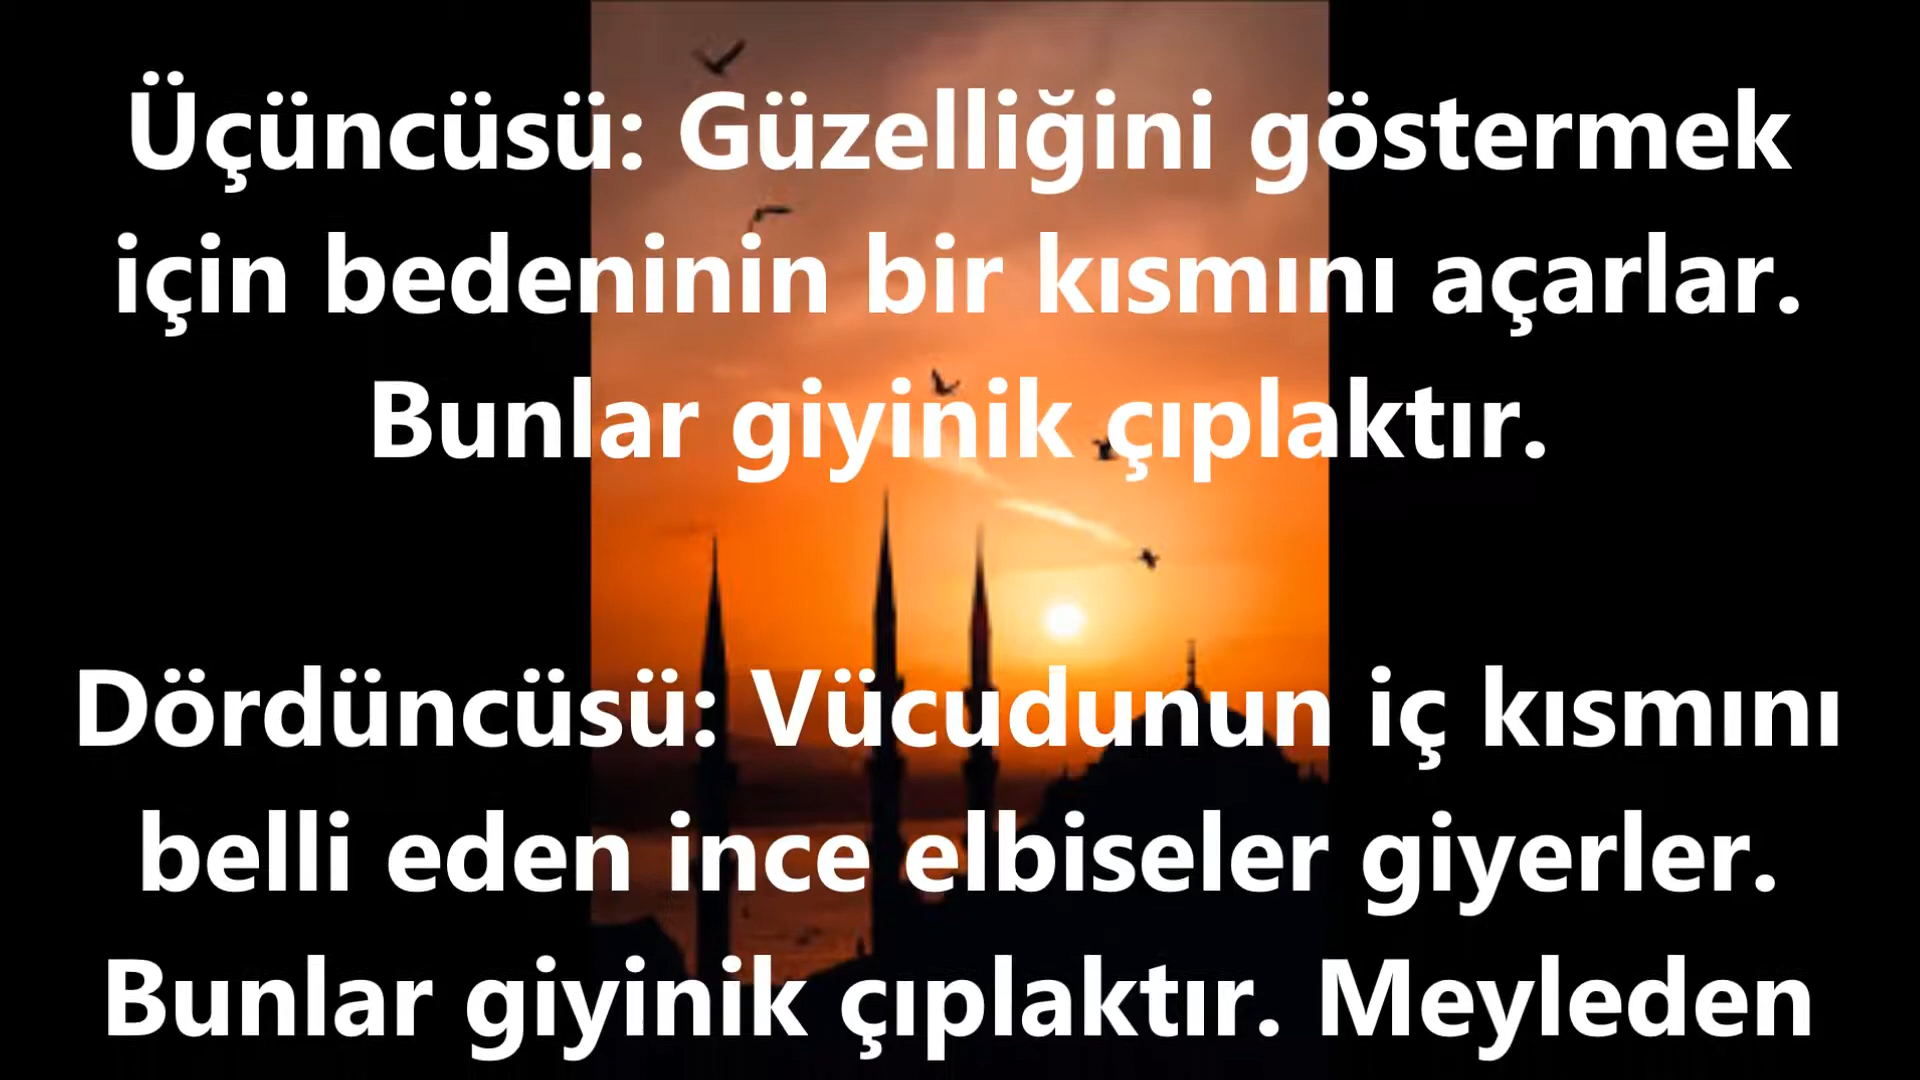 Üçüncüsü: Güzelliğini göstermek
için bedeninin bir kısmını açarlar.
Bunlar giyinik çıplaktır.
Dördüncüsü: Vücudunun iç kısmını
belli eden ince elbiseler giyerler.
Bunlar giyinik çıplaktır. Meyleden